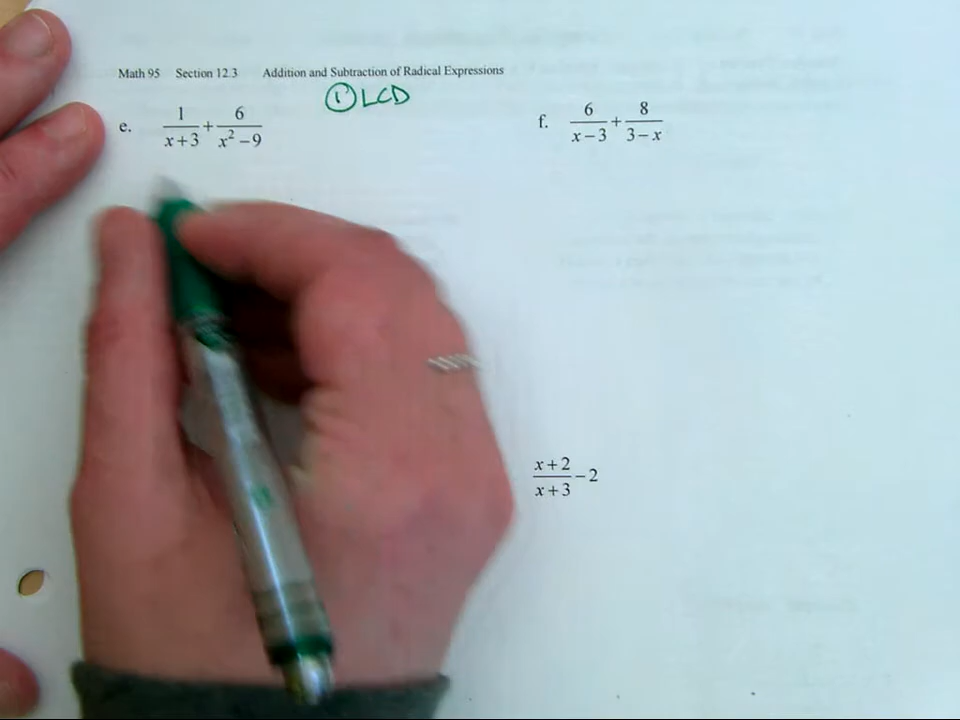 Math 95 Section 12.3 Addition and Subtraction of Radical Expressions
① LCD
e. 1/(x+3) + 6/(x² − 9)
f. 6/(x−3) + 8/(3−x)
(x+2)/(x+3) − 2